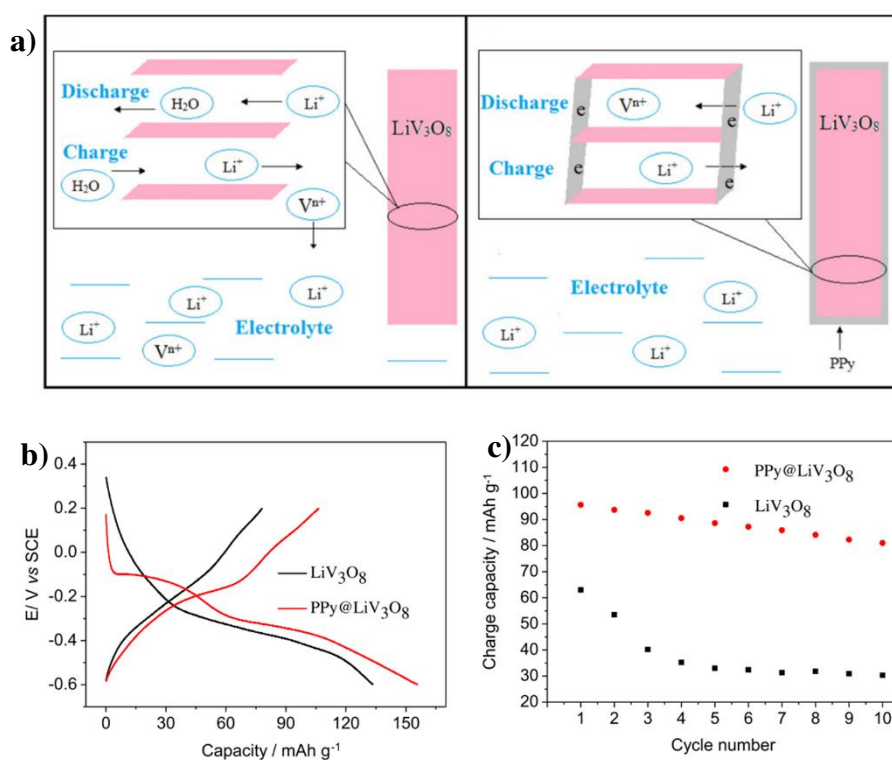 a)
Discharge
H₂O
Li⁺
Charge
H₂O
Li⁺
Vⁿ⁺
LiV₃O₈
Li⁺
Li⁺
Li⁺
Electrolyte
Vⁿ⁺
Discharge
e
Vⁿ⁺
e
Li⁺
Charge
e
Li⁺
e
LiV₃O₈
Electrolyte
Li⁺
Li⁺
Li⁺
PPy
b)
E/ V vs SCE
0.4
0.2
0.0
-0.2
-0.4
-0.6
LiV₃O₈
PPy@LiV₃O₈
0 30 60 90 120 150
Capacity / mAh g⁻¹
c)
Charge capacity / mAh g⁻¹
120
110
100
90
80
70
60
50
40
30
20
PPy@LiV₃O₈
LiV₃O₈
1 2 3 4 5 6 7 8 9 10
Cycle number